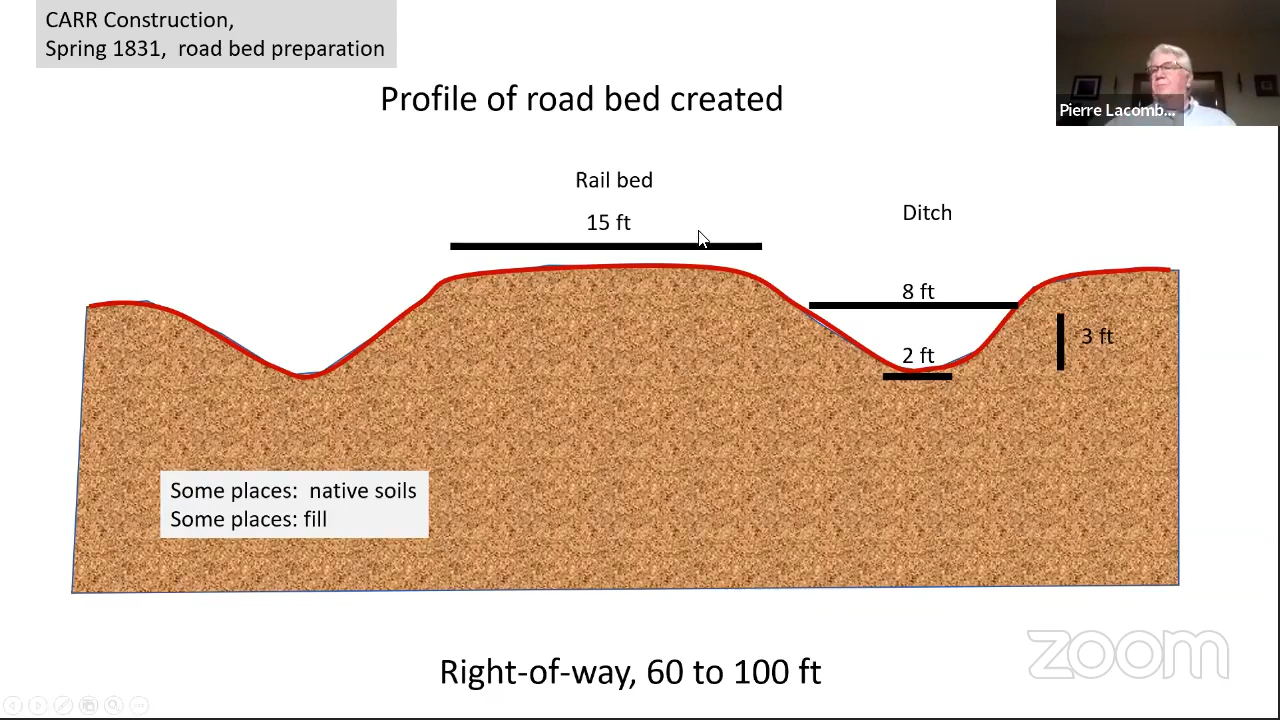 CARR Construction,
Spring 1831, road bed preparation
Pierre Lacomb...
Profile of road bed created
Rail bed
15 ft
Ditch
8 ft
2 ft
3 ft
Some places: native soils
Some places: fill
Right-of-way, 60 to 100 ft
zoom